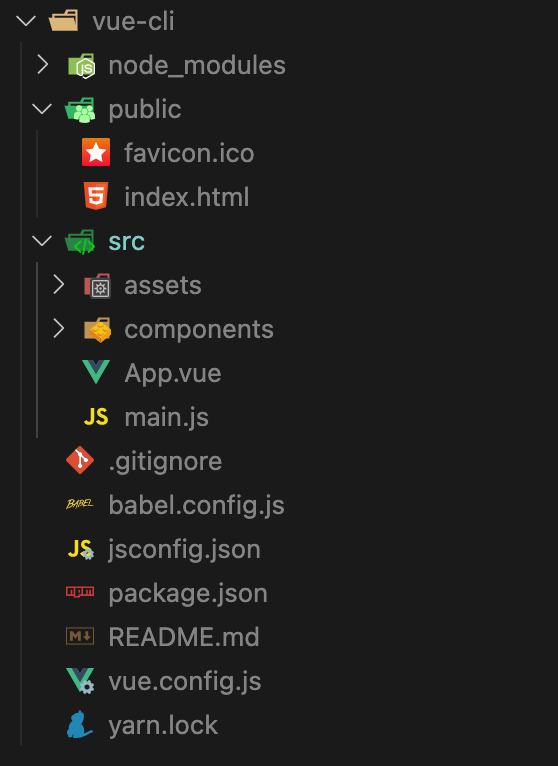 vue-cli
node_modules
public
favicon.ico
index.html
src
assets
components
App.vue
JS main.js
.gitignore
BABEL babel.config.js
JS jsconfig.json
npm package.json
M README.md
vue.config.js
yarn.lock